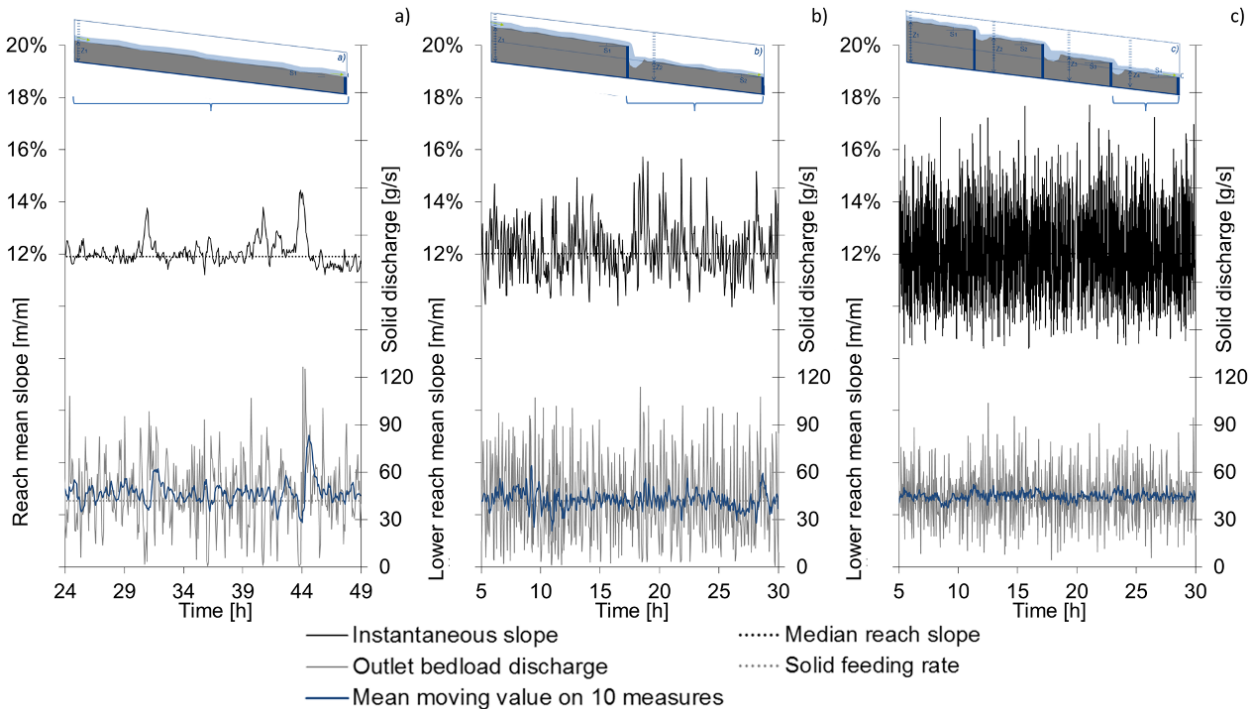 a)
b)
c)
a)
b)
c)
20%
18%
16%
14%
12%
Reach mean slope [m/m]
Solid discharge [g/s]
120
90
60
30
0
24 29 34 39 44 49
Time [h]
20%
18%
16%
14%
12%
Lower reach mean slope [m/m]
Solid discharge [g/s]
120
90
60
30
0
5 10 15 20 25 30
Time [h]
20%
18%
16%
14%
12%
Lower reach mean slope [m/m]
Solid discharge [g/s]
120
90
60
30
0
5 10 15 20 25 30
Time [h]
Instantaneous slope
Median reach slope
Outlet bedload discharge
Solid feeding rate
Mean moving value on 10 measures